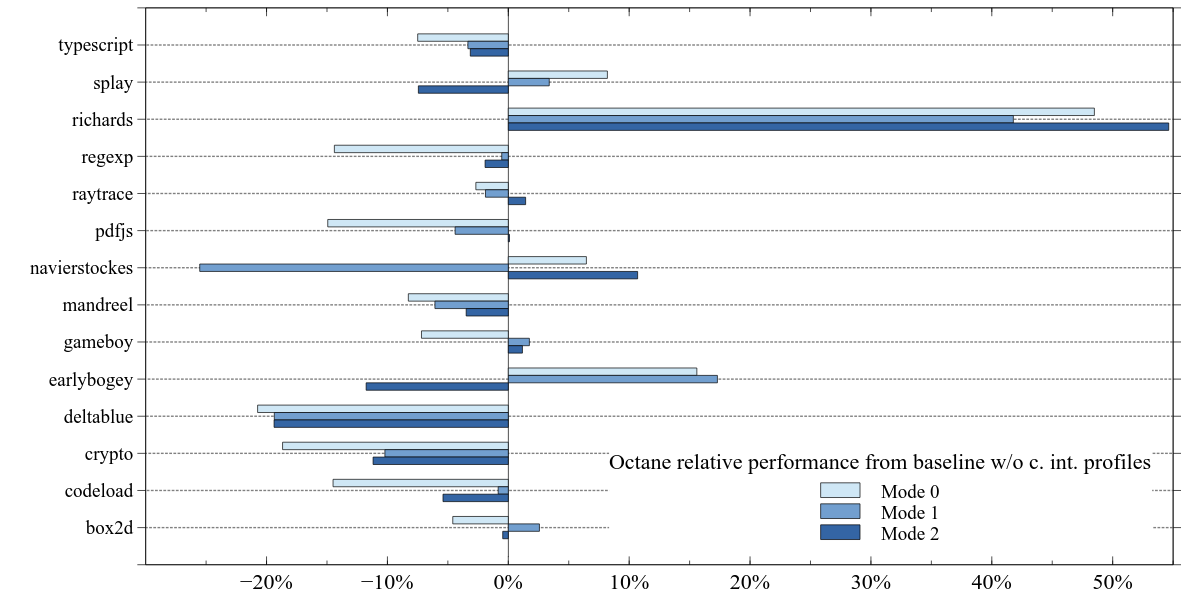 typescript
splay
richards
regexp
raytrace
pdfjs
navierstockes
mandreel
gameboy
earlybogey
deltablue
crypto
codeload
box2d
Octane relative performance from baseline w/o c. int. profiles
Mode 0
Mode 1
Mode 2
−20% −10% 0% 10% 20% 30% 40% 50%